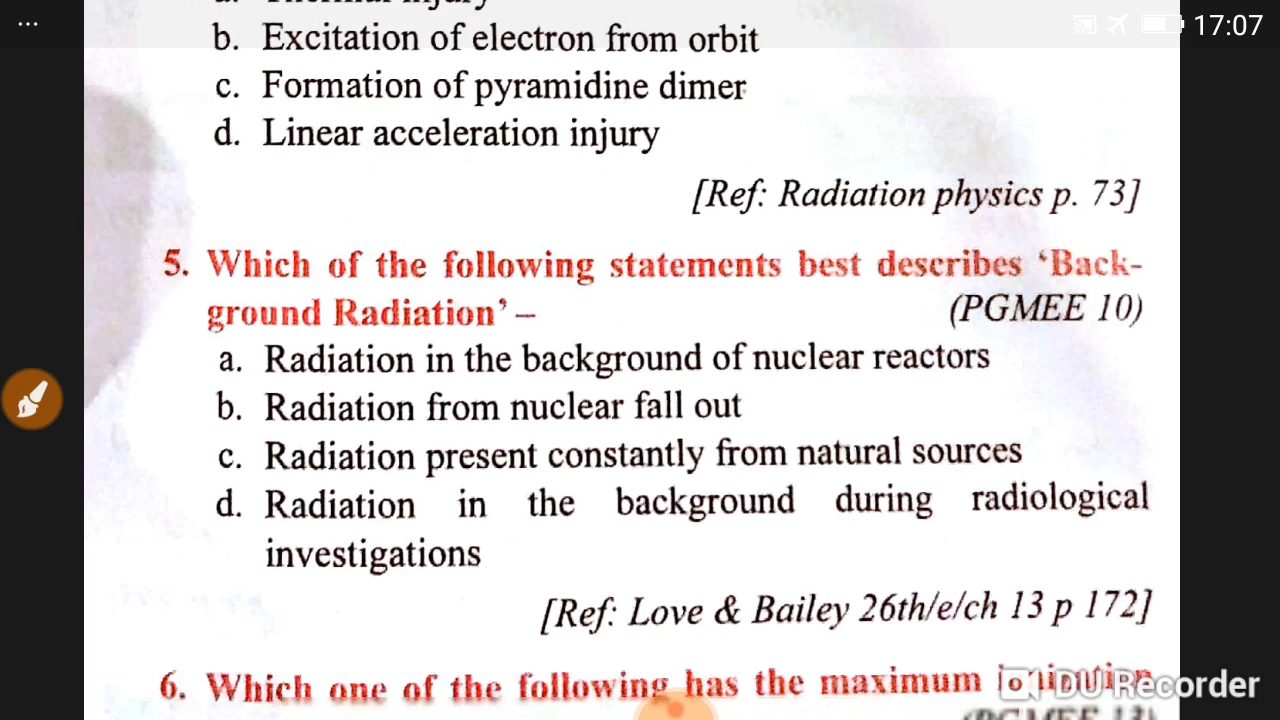 ...
17:07
b. Excitation of electron from orbit
c. Formation of pyramidine dimer
d. Linear acceleration injury
[Ref: Radiation physics p. 73]
5. Which of the following statements best describes ‘Back-
ground Radiation’ – (PGMEE 10)
a. Radiation in the background of nuclear reactors
b. Radiation from nuclear fall out
c. Radiation present constantly from natural sources
d. Radiation in the background during radiological
investigations
[Ref: Love & Bailey 26th/e/ch 13 p 172]
6. Which one of the following has the maximum
DU Recorder